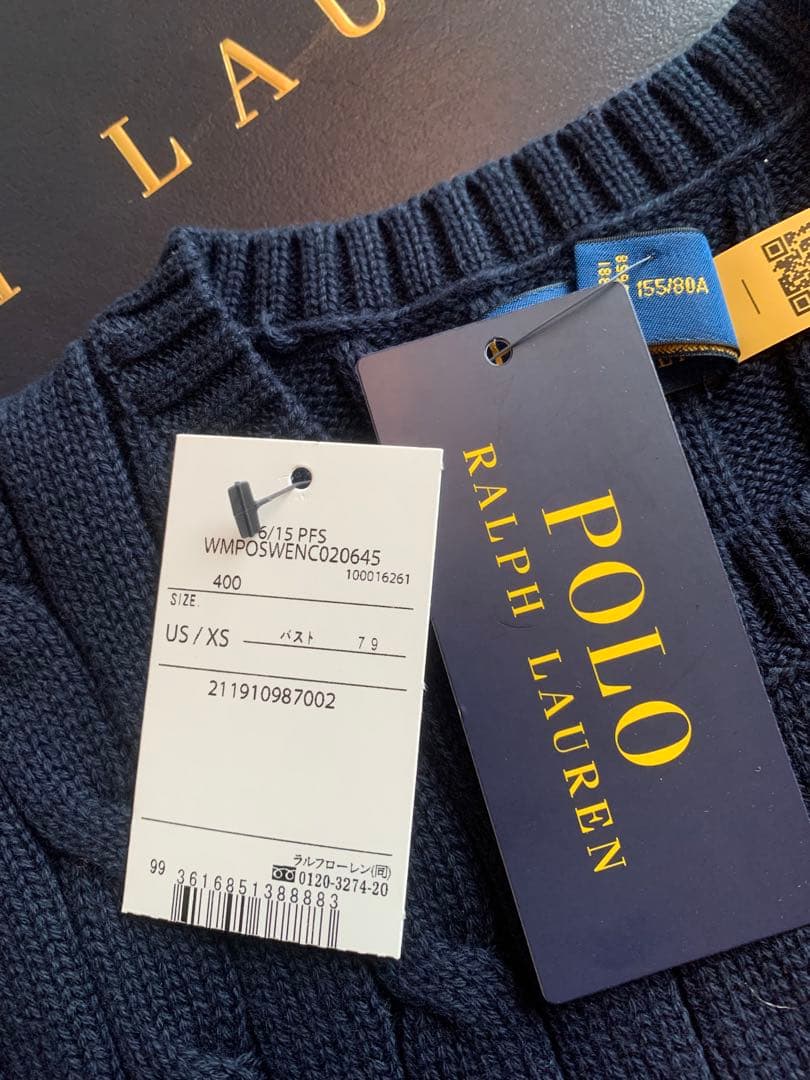 L A U
155/80A
POLO
RALPH LAUREN
6/15 PFS
WMPOSWENC020645
400 100016261
SIZE.
US / XS バスト 79
211910987002
ラルフローレン(同)
0120-3274-20
99 3616851388883